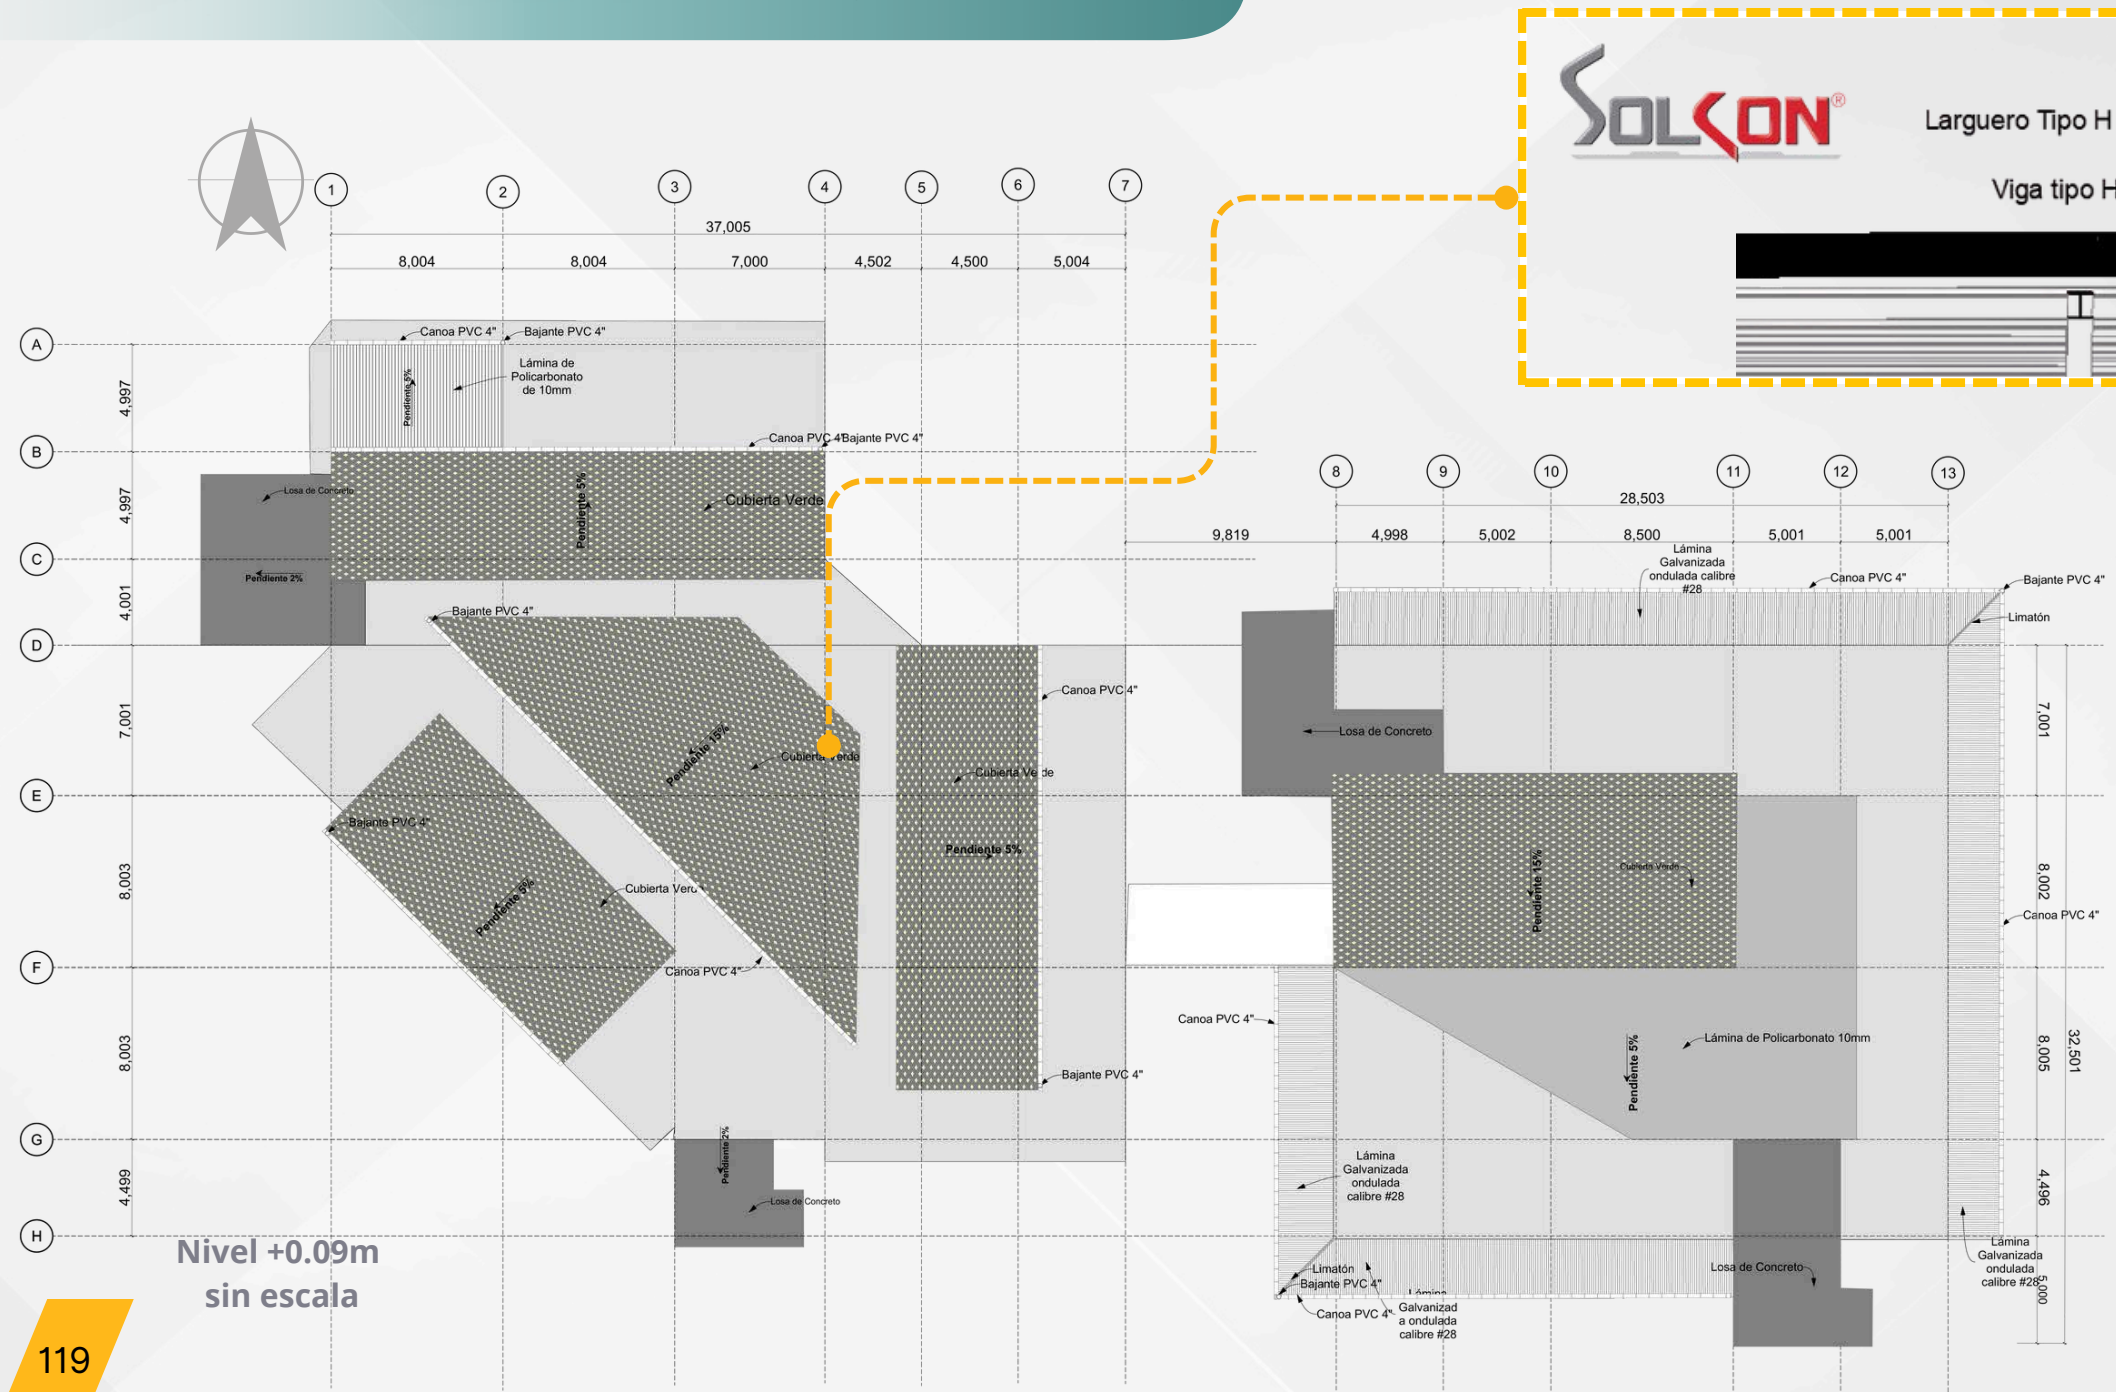 SOLCON®
Larguero Tipo H
Viga tipo H
1
2
3
4
5
6
7
37,005
8,004
8,004
7,000
4,502
4,500
5,004
A
B
C
D
E
F
G
H
4,997
4,997
4,001
7,001
8,003
8,003
4,499
Canoa PVC 4"
Bajante PVC 4"
Lámina de
Policarbonato
de 10mm
Pendiente 5%
Canoa PVC 4"
Bajante PVC 4"
Losa de Concreto
Pendiente 5%
Cubierta Verde
Pendiente 2%
Bajante PVC 4"
Canoa PVC 4"
Pendiente 15%
Cubierta Verde
Cubierta Verde
Bajante PVC 4"
Pendiente 5%
Pendiente 5%
Cubierta Verde
Canoa PVC 4"
Bajante PVC 4"
Pendiente 2%
Losa de Concreto
8
9
10
11
12
13
28,503
9,819
4,998
5,002
8,500
5,001
5,001
Lámina
Galvanizada
ondulada calibre
#28
Canoa PVC 4"
Bajante PVC 4"
Limatón
Losa de Concreto
7,001
Pendiente 15%
Cubierta Verde
8,002
Canoa PVC 4"
Canoa PVC 4"
Pendiente 5%
Lámina de Policarbonato 10mm
8,005
32,501
Lámina
Galvanizada
ondulada
calibre #28
4,496
Lámina
Galvanizada
ondulada
calibre #28
5,000
Limatón
Bajante PVC 4"
Canoa PVC 4"
Lámina
Galvanizad
a ondulada
calibre #28
Losa de Concreto
Nivel +0.09m
sin escala
119